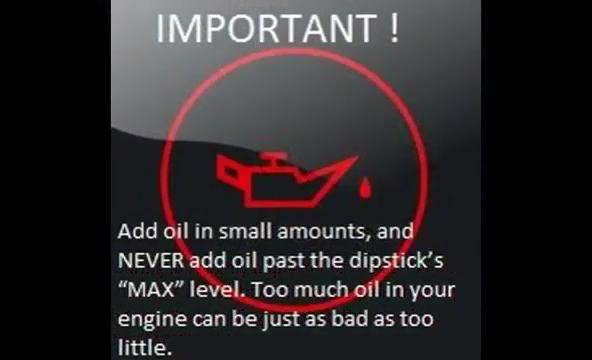 IMPORTANT !
Add oil in small amounts, and
NEVER add oil past the dipstick's
“MAX” level. Too much oil in your
engine can be just as bad as too
little.